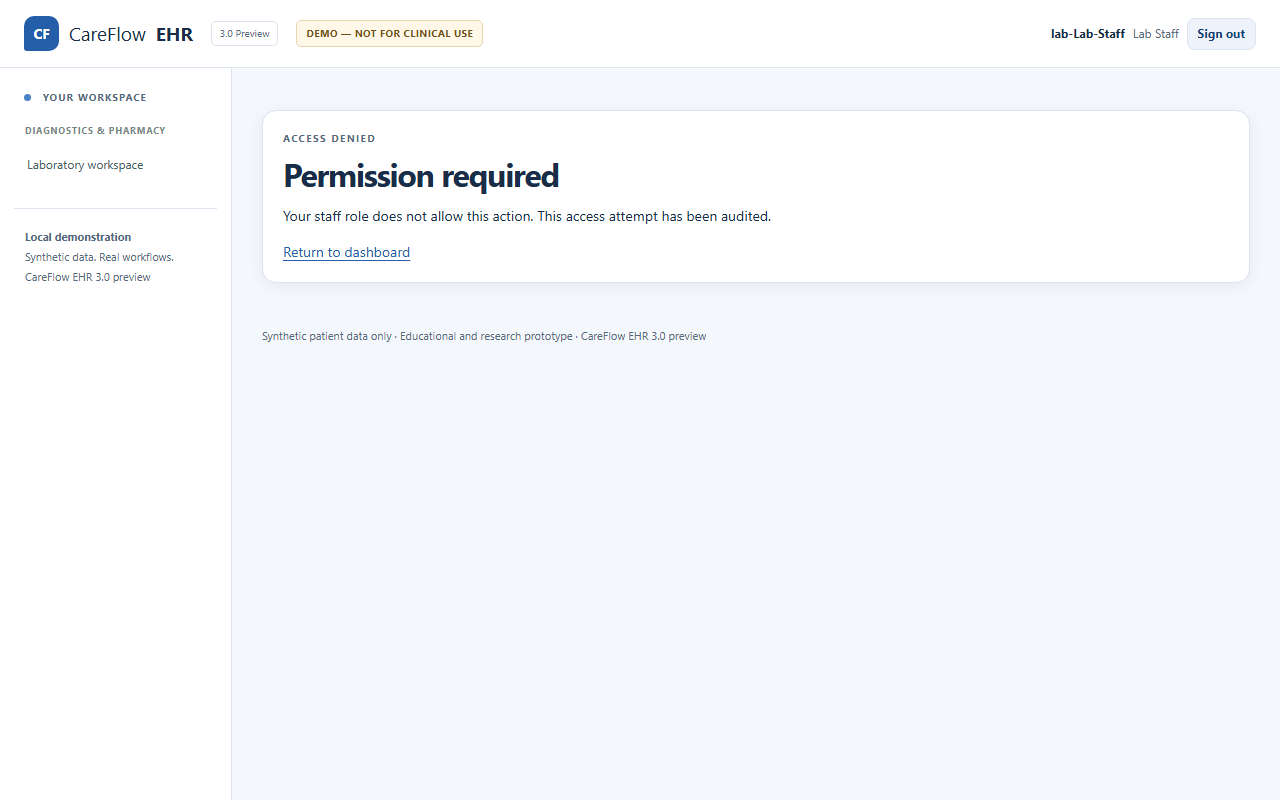 CF CareFlow EHR 3.0 Preview DEMO — NOT FOR CLINICAL USE lab-Lab-Staff Lab Staff Sign out
YOUR WORKSPACE
DIAGNOSTICS & PHARMACY
Laboratory workspace
Local demonstration
Synthetic data. Real workflows.
CareFlow EHR 3.0 preview
ACCESS DENIED
Permission required
Your staff role does not allow this action. This access attempt has been audited.
Return to dashboard
Synthetic patient data only · Educational and research prototype · CareFlow EHR 3.0 preview